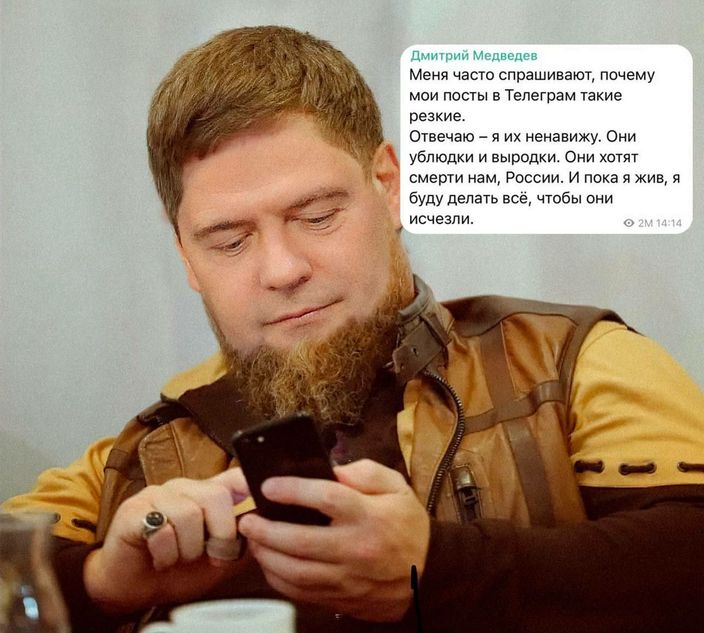 Дмитрий Медведев
Меня часто спрашивают, почему
мои посты в Телеграм такие
резкие.
Отвечаю – я их ненавижу. Они
ублюдки и выродки. Они хотят
смерти нам, России. И пока я жив, я
буду делать всё, чтобы они
исчезли.
2M 14:14